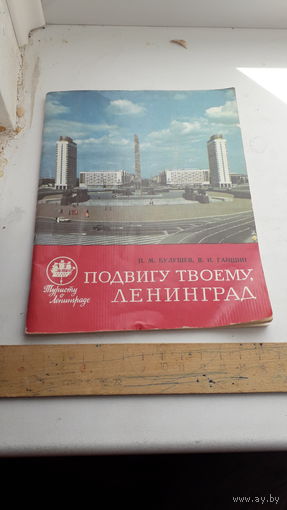 П. М. БУЛУШЕВ, В. Н. ГАНШИН
ПОДВИГУ ТВОЕМУ,
ЛЕНИНГРАД
Туристу
о
Ленинграде
www.ay.by